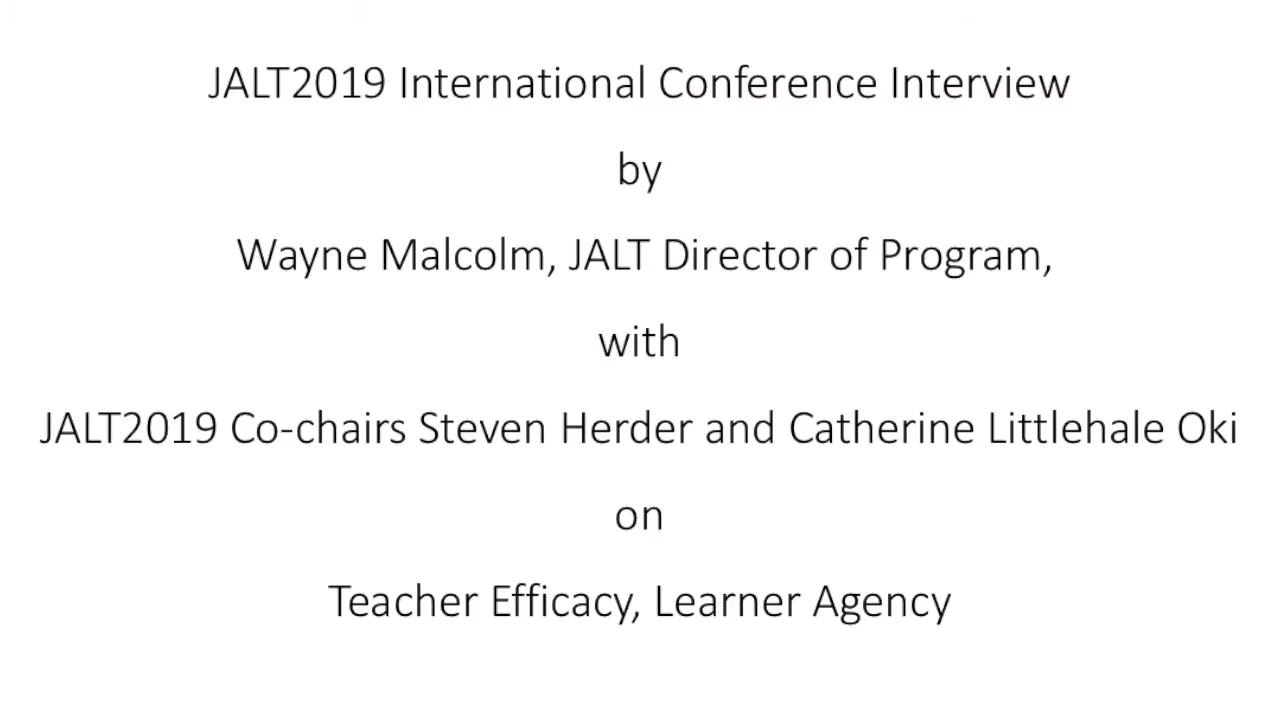 JALT2019 International Conference Interview
by
Wayne Malcolm, JALT Director of Program,
with
JALT2019 Co-chairs Steven Herder and Catherine Littlehale Oki
on
Teacher Efficacy, Learner Agency